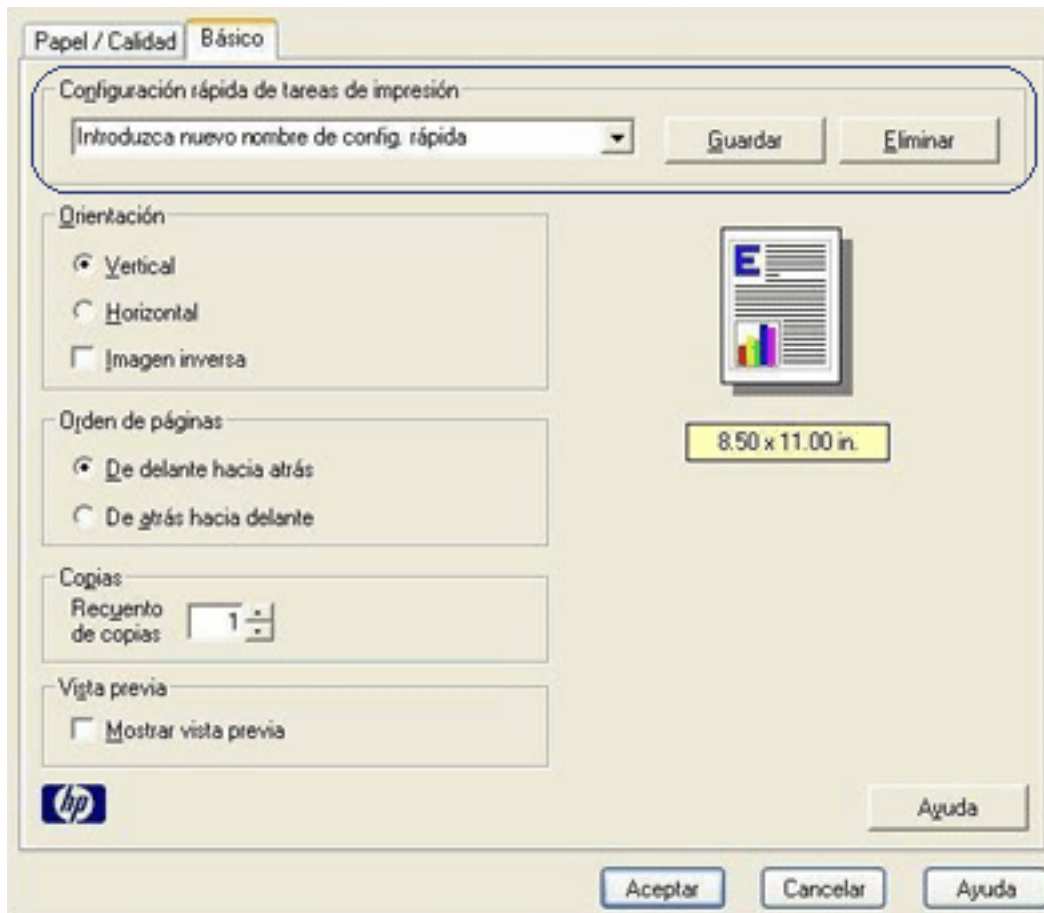 Papel / Calidad
Básico
Configuración rápida de tareas de impresión
Introduzca nuevo nombre de config. rápida
Guardar
Eliminar
Orientación
Vertical
Horizontal
Imagen inversa
E
8.50 x 11.00 in.
Orden de páginas
De delante hacia atrás
De atrás hacia delante
Copias
Recuento
de copias
1
Vista previa
Mostrar vista previa
hp
Ayuda
Aceptar
Cancelar
Ayuda